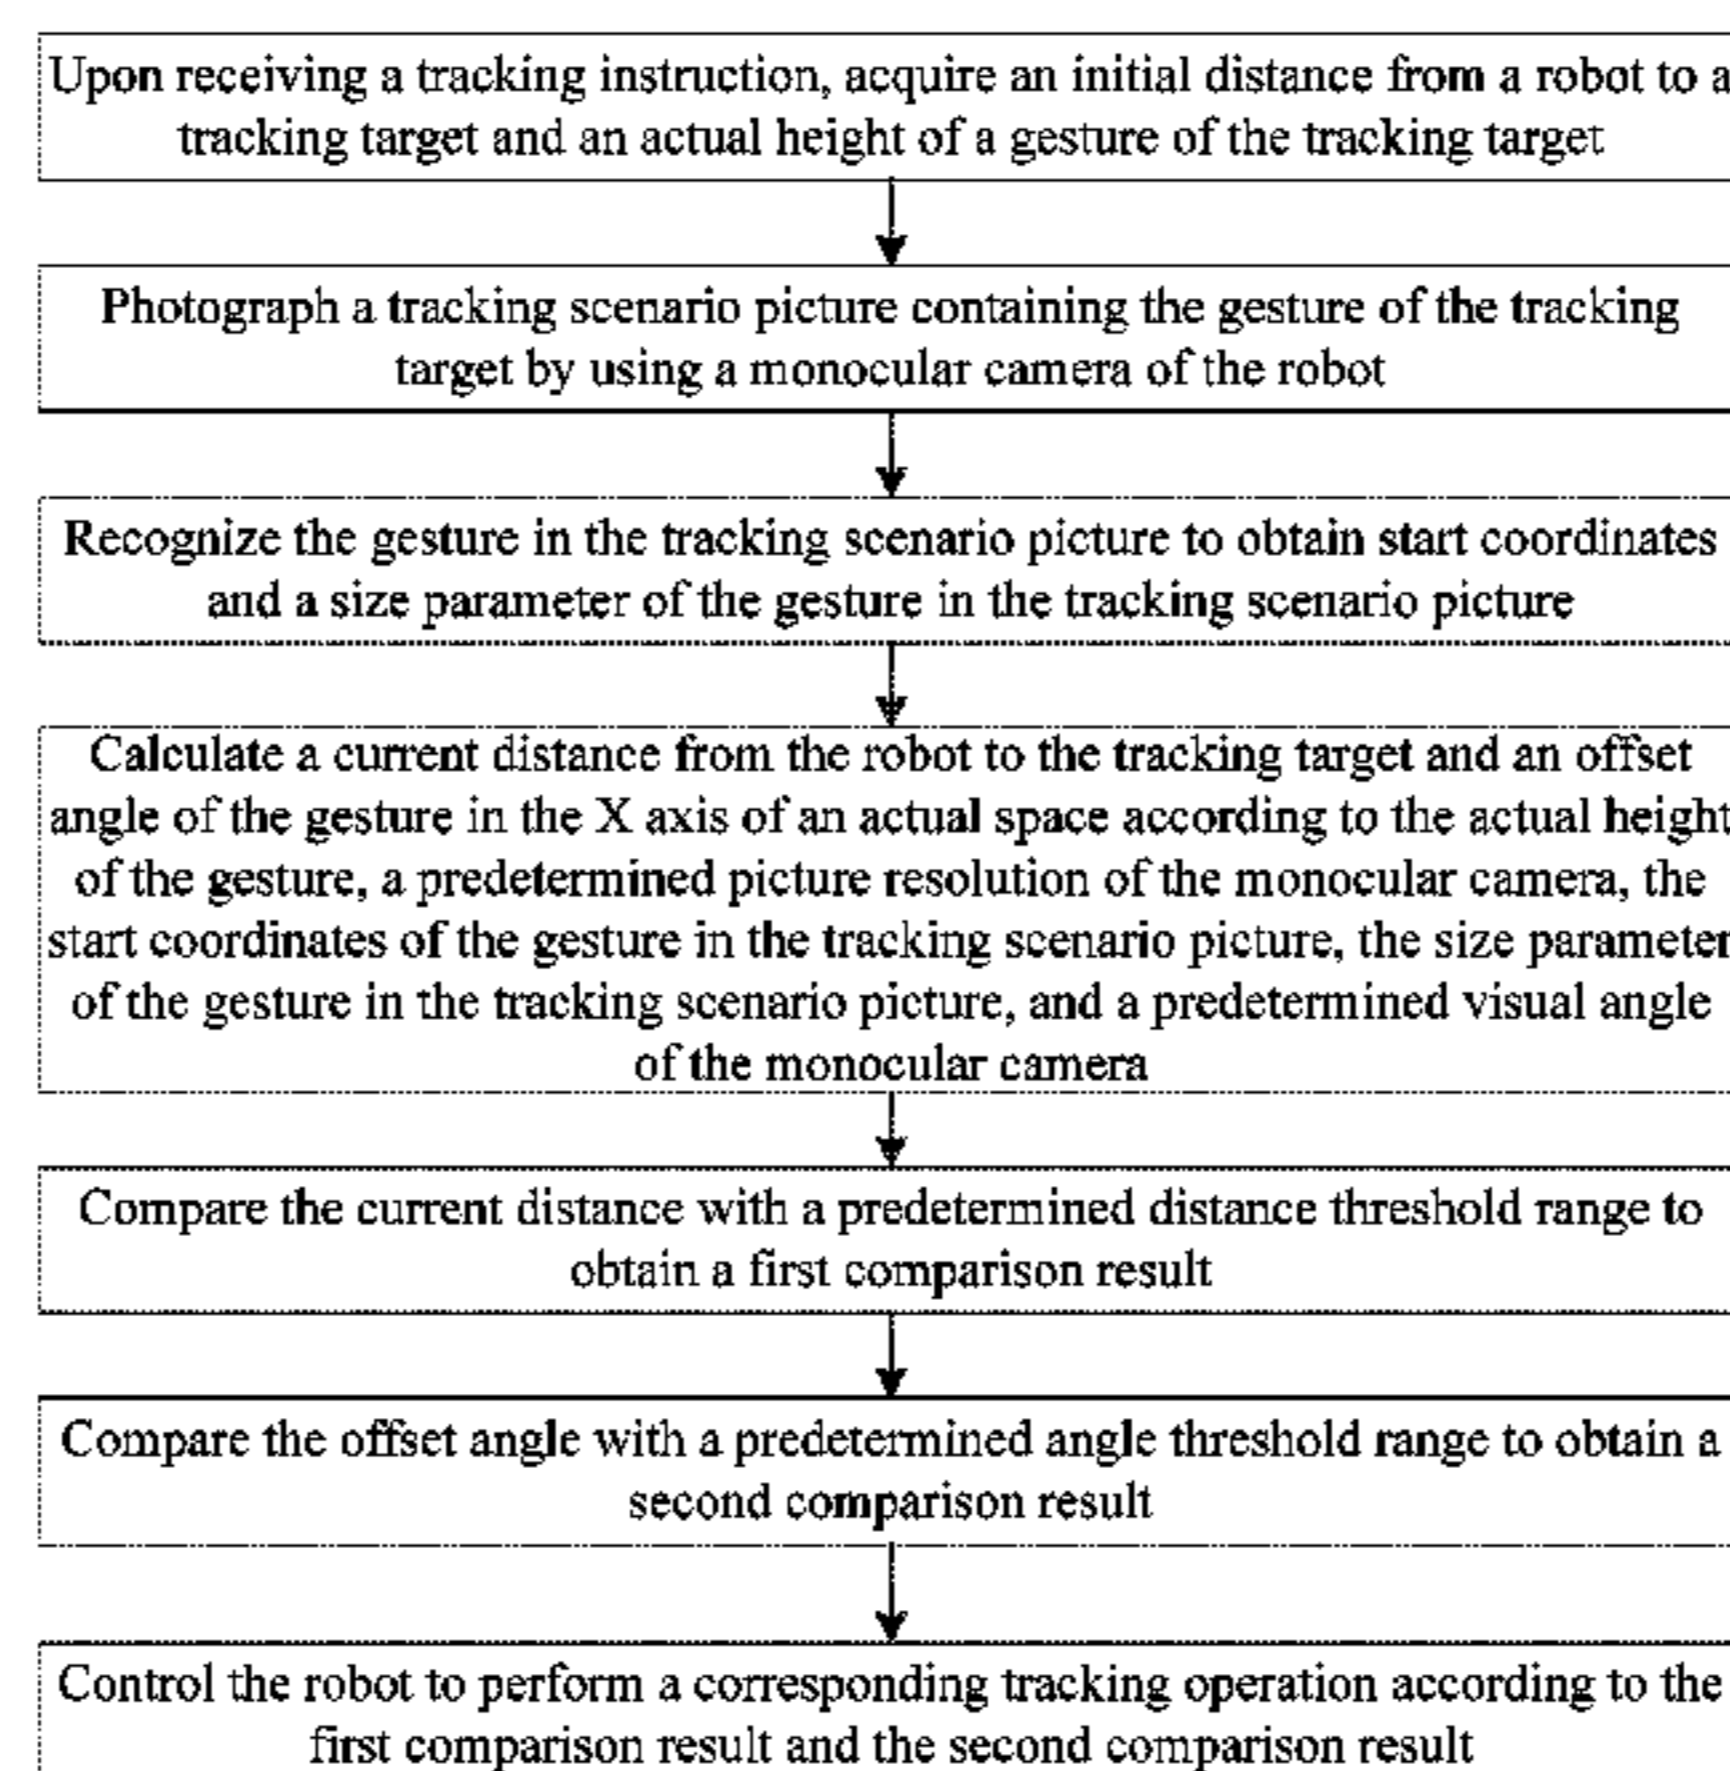 Upon receiving a tracking instruction, acquire an initial distance from a robot to a
tracking target and an actual height of a gesture of the tracking target
Photograph a tracking scenario picture containing the gesture of the tracking
target by using a monocular camera of the robot
Recognize the gesture in the tracking scenario picture to obtain start coordinates
and a size parameter of the gesture in the tracking scenario picture
Calculate a current distance from the robot to the tracking target and an offset
angle of the gesture in the X axis of an actual space according to the actual height
of the gesture, a predetermined picture resolution of the monocular camera, the
start coordinates of the gesture in the tracking scenario picture, the size parameter
of the gesture in the tracking scenario picture, and a predetermined visual angle
of the monocular camera
Compare the current distance with a predetermined distance threshold range to
obtain a first comparison result
Compare the offset angle with a predetermined angle threshold range to obtain a
second comparison result
Control the robot to perform a corresponding tracking operation according to the
first comparison result and the second comparison result